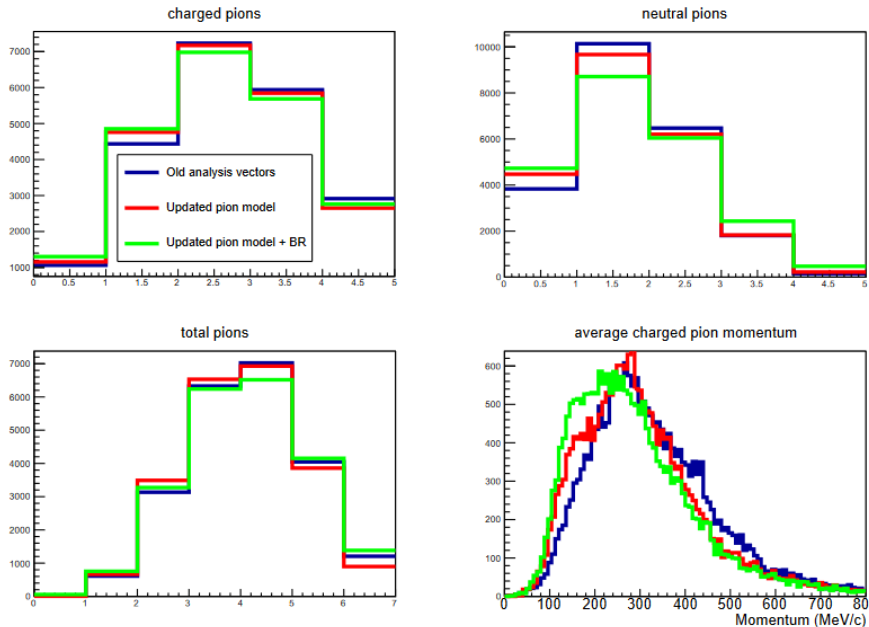 charged pions
7000
6000
5000
4000
3000
2000
1000
0 0.5 1 1.5 2 2.5 3 3.5 4 4.5 5
Old analysis vectors
Updated pion model
Updated pion model + BR
neutral pions
10000
8000
6000
4000
2000
0
0 0.5 1 1.5 2 2.5 3 3.5 4 4.5 5
total pions
7000
6000
5000
4000
3000
2000
1000
0
0 1 2 3 4 5 6 7
average charged pion momentum
600
500
400
300
200
100
0
0 100 200 300 400 500 600 700 80
Momentum (MeV/c)